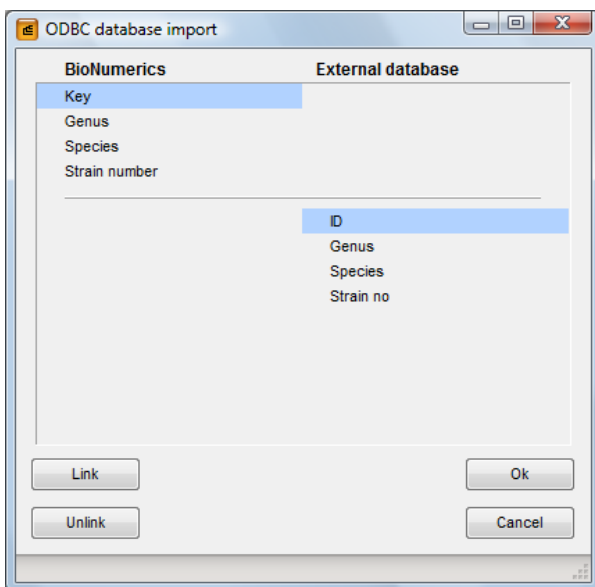 ODBC database import
BioNumerics External database
Key
Genus
Species
Strain number
ID
Genus
Species
Strain no
Link Ok
Unlink Cancel